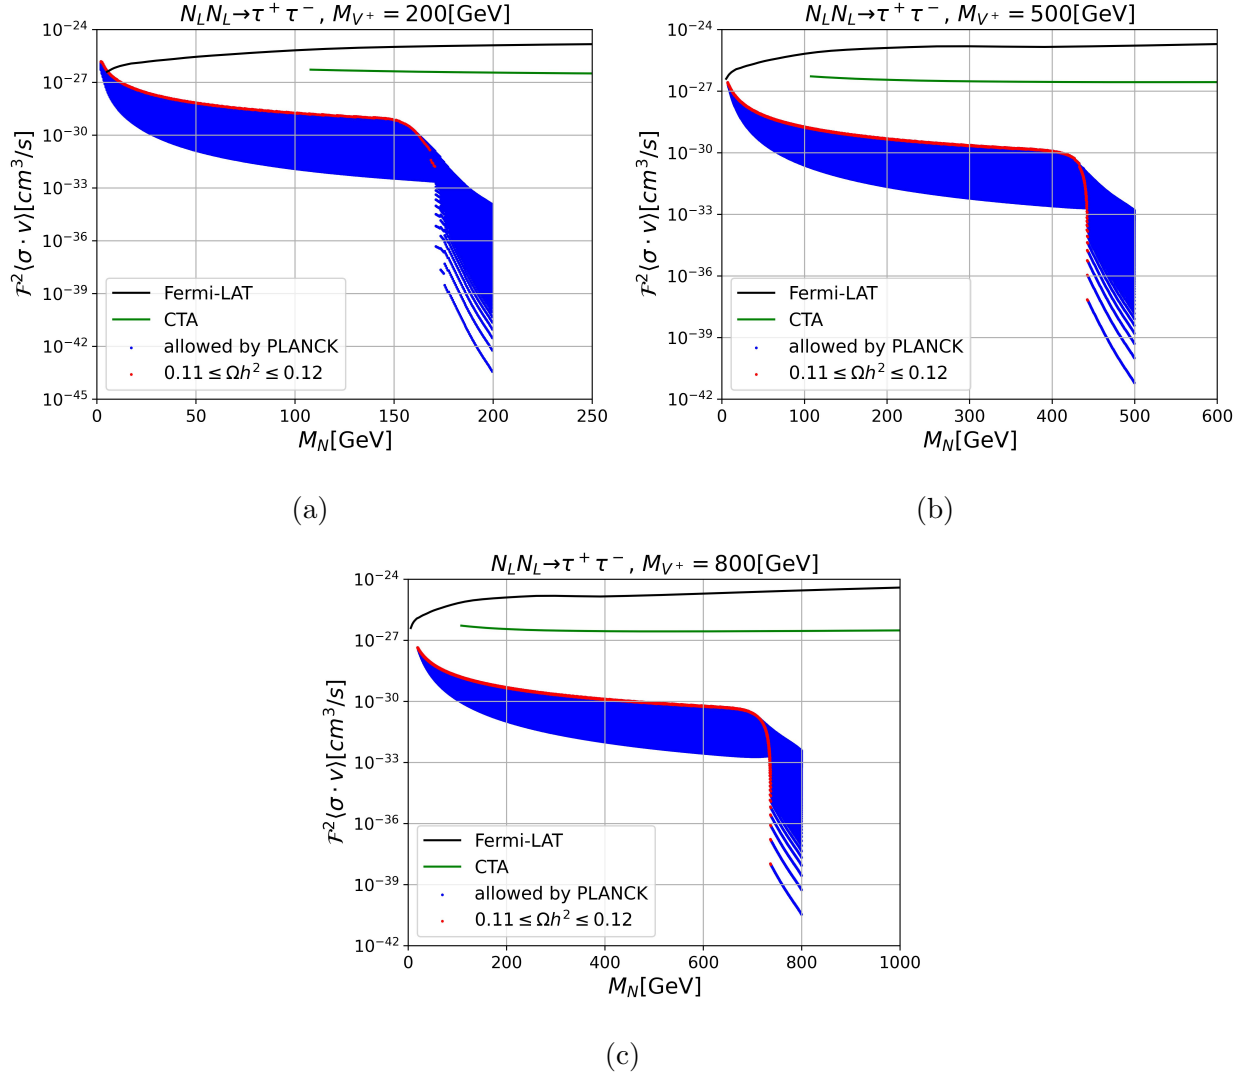 N_L N_L→τ⁺τ⁻, M_{V⁺} = 200[GeV]
10⁻²⁴
10⁻²⁷
10⁻³⁰
10⁻³³
10⁻³⁶
10⁻³⁹
10⁻⁴²
10⁻⁴⁵
ℱ²⟨σ · v⟩[cm³/s]
Fermi-LAT
CTA
allowed by PLANCK
0.11 ≤ Ωh² ≤ 0.12
0 50 100 150 200 250
M_N[GeV]
(a)
N_L N_L→τ⁺τ⁻, M_{V⁺} = 500[GeV]
10⁻²⁴
10⁻²⁷
10⁻³⁰
10⁻³³
10⁻³⁶
10⁻³⁹
10⁻⁴²
ℱ²⟨σ · v⟩[cm³/s]
Fermi-LAT
CTA
allowed by PLANCK
0.11 ≤ Ωh² ≤ 0.12
0 100 200 300 400 500 600
M_N[GeV]
(b)
N_L N_L→τ⁺τ⁻, M_{V⁺} = 800[GeV]
10⁻²⁴
10⁻²⁷
10⁻³⁰
10⁻³³
10⁻³⁶
10⁻³⁹
10⁻⁴²
ℱ²⟨σ · v⟩[cm³/s]
Fermi-LAT
CTA
allowed by PLANCK
0.11 ≤ Ωh² ≤ 0.12
0 200 400 600 800 1000
M_N[GeV]
(c)